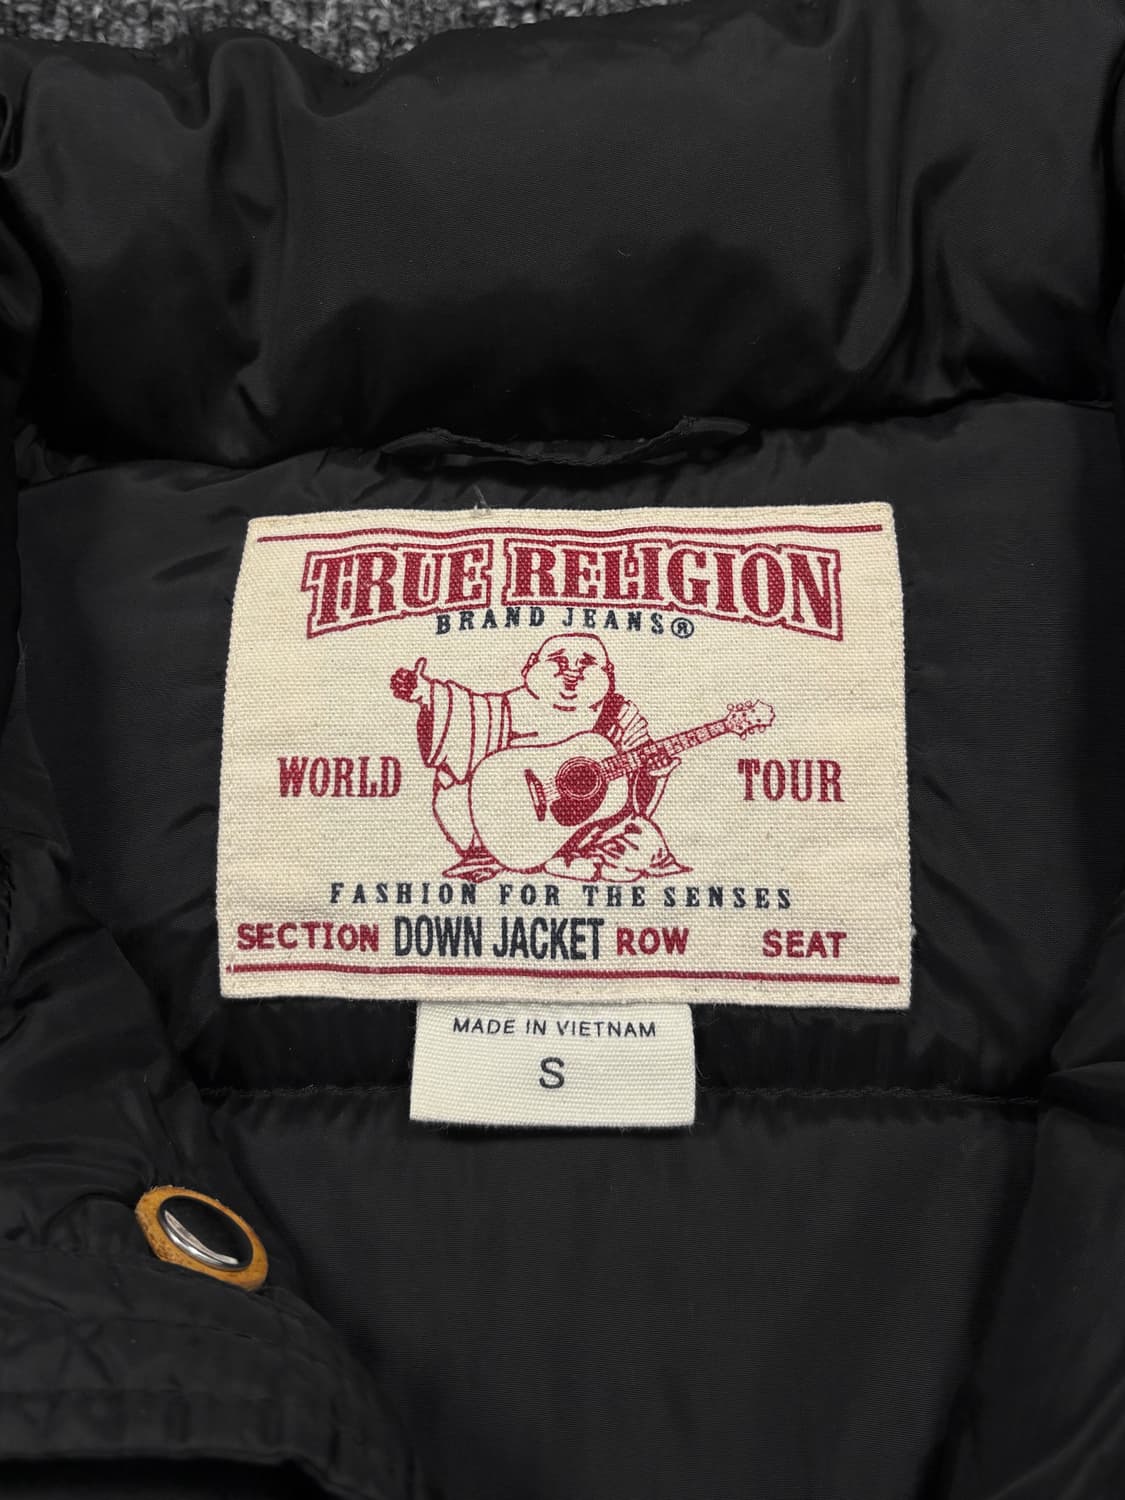 TRUE RELIGION
BRAND JEANS®
WORLD TOUR
FASHION FOR THE SENSES
SECTION DOWN JACKET ROW SEAT
MADE IN VIETNAM
S